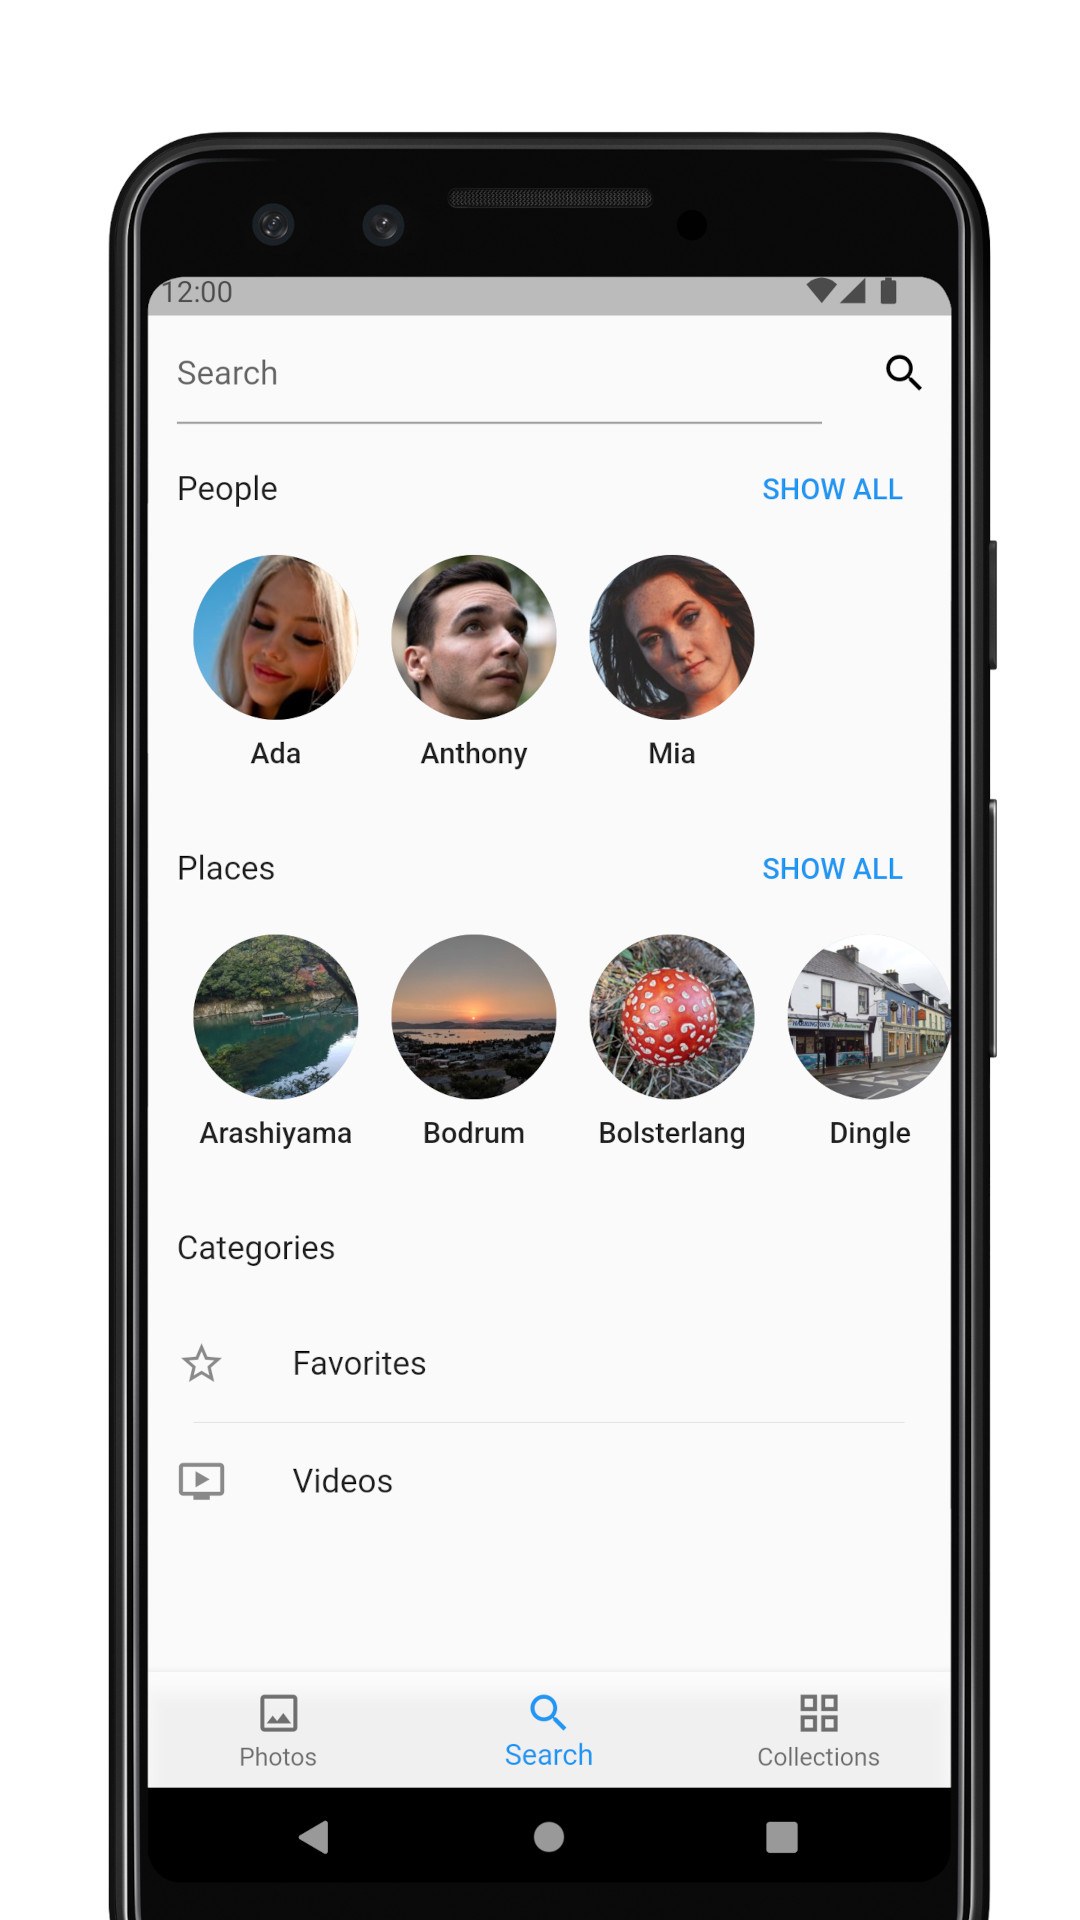 12:00
Search
People SHOW ALL
Ada Anthony Mia
Places SHOW ALL
HARRINGTON'S
Arashiyama Bodrum Bolsterlang Dingle
Categories
Favorites
Videos
Photos Search Collections